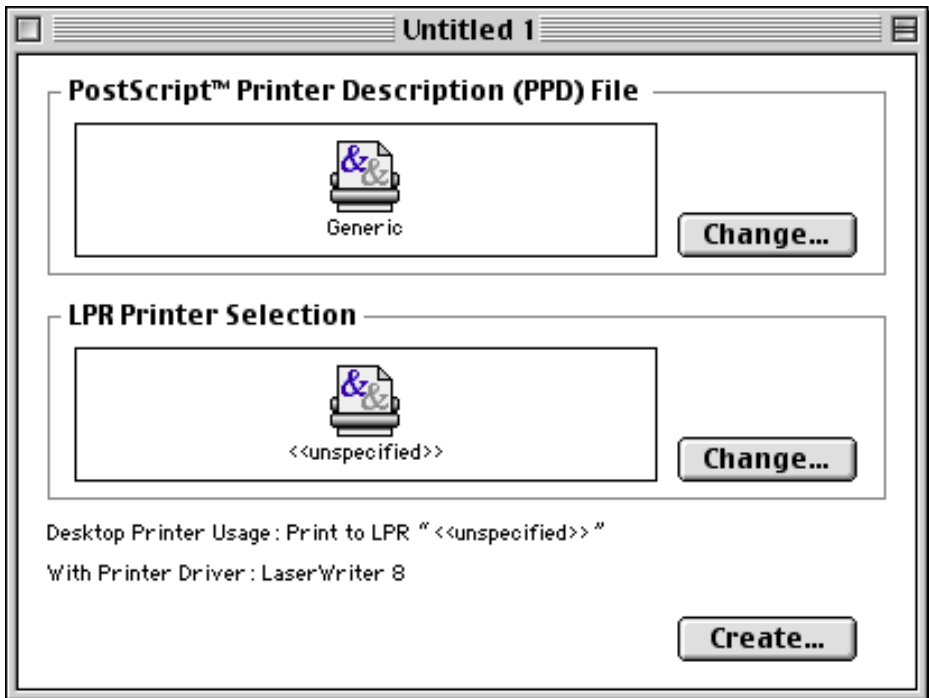 Untitled 1
PostScript™ Printer Description (PPD) File
&&
Generic
Change...
LPR Printer Selection
&&
<<unspecified>>
Change...
Desktop Printer Usage: Print to LPR “<<unspecified>>”
With Printer Driver: LaserWriter 8
Create...